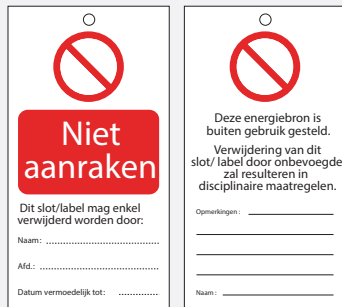 Niet
aanraken
Dit slot/label mag enkel
verwijderd worden door:
Naam:
Afd.:
Datum vermoedelijk tot:
Deze energiebron is
buiten gebruik gesteld.
Verwijdering van dit
slot/ label door onbevoegde
zal resulteren in
disciplinaire maatregelen.
Opmerkingen :
Naam :